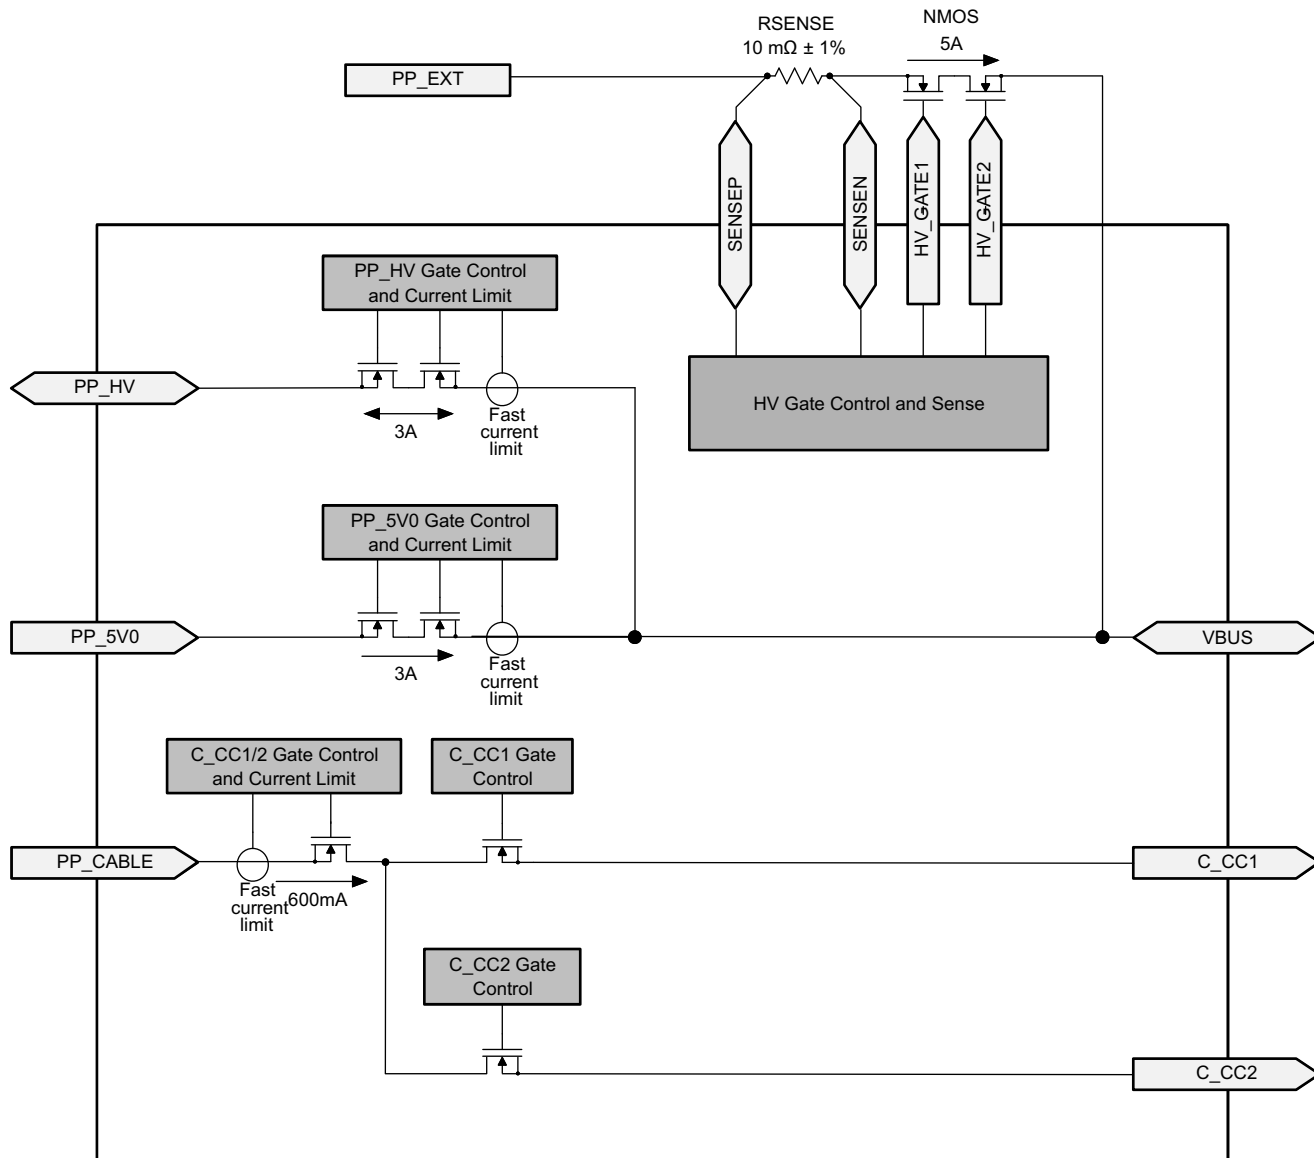 RSENSE
10 mΩ ± 1%
NMOS
5A
PP_EXT
SENSEP
SENSEN
HV_GATE1
HV_GATE2
PP_HV Gate Control
and Current Limit
PP_HV
3A
Fast
current
limit
HV Gate Control and Sense
PP_5V0 Gate Control
and Current Limit
PP_5V0
3A
Fast
current
limit
VBUS
C_CC1/2 Gate Control
and Current Limit
C_CC1 Gate
Control
PP_CABLE
Fast
current
limit
600mA
C_CC1
C_CC2 Gate
Control
C_CC2